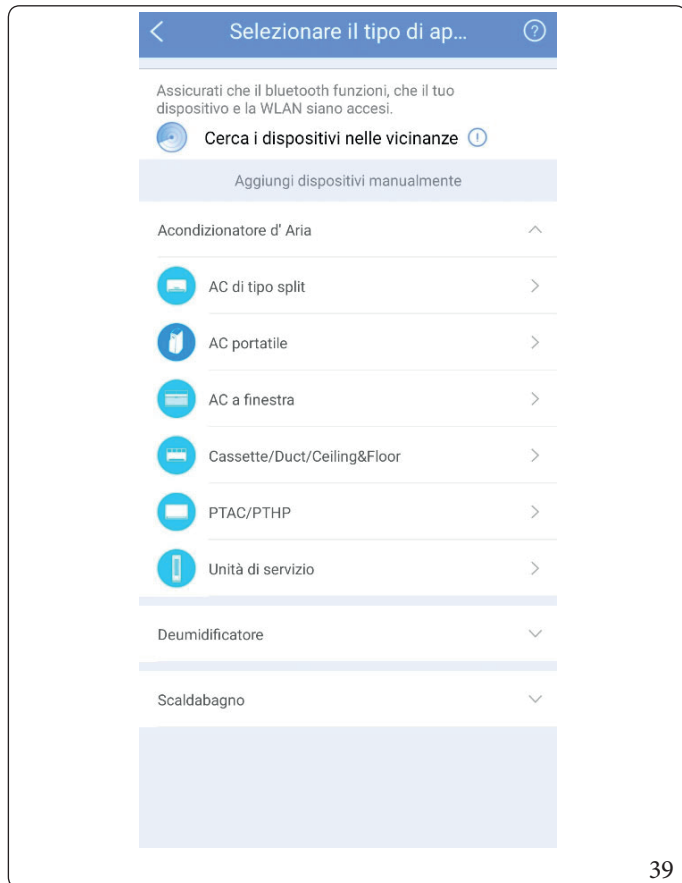 Selezionare il tipo di ap...
Assicurati che il bluetooth funzioni, che il tuo
dispositivo e la WLAN siano accesi.
Cerca i dispositivi nelle vicinanze
Aggiungi dispositivi manualmente
Acondizionatore d' Aria
AC di tipo split
AC portatile
AC a finestra
Cassette/Duct/Ceiling&Floor
PTAC/PTHP
Unità di servizio
Deumidificatore
Scaldabagno
39